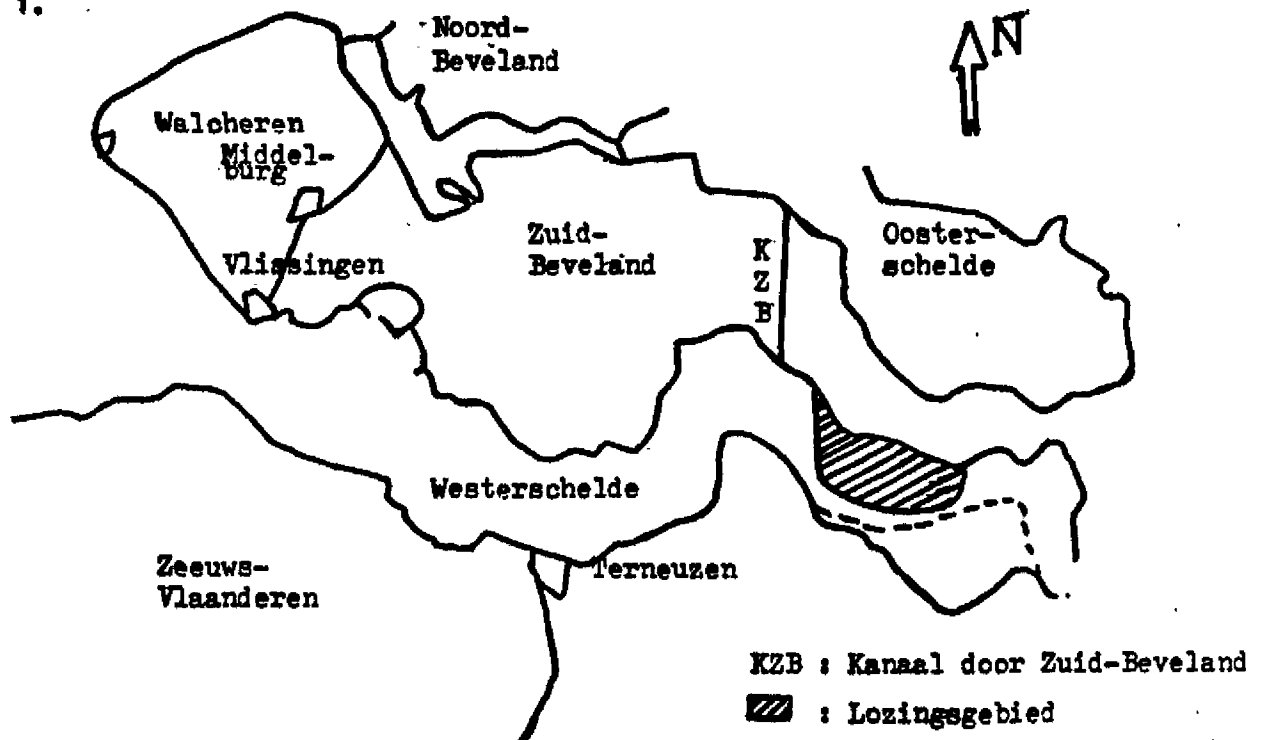 1.
Noord-
Beveland
N
Walcheren
Middel-
burg
Zuid-
Beveland
Ooster-
schelde
K
Z
B
Vlissingen
Westerschelde
Zeeuws-
Vlaanderen
Terneuzen
KZB : Kanaal door Zuid-Beveland
: Lozingsgebied